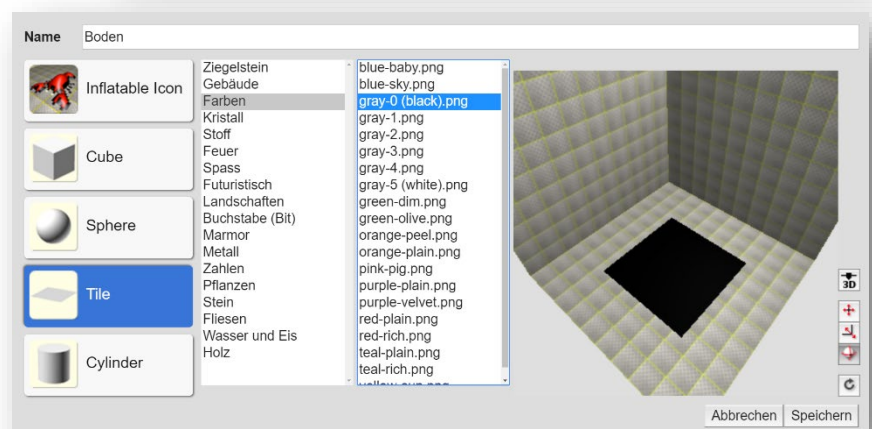 Name Boden
Inflatable Icon
Cube
Sphere
Tile
Cylinder
Ziegelstein
Gebäude
Farben
Kristall
Stoff
Feuer
Spass
Futuristisch
Landschaften
Buchstabe (Bit)
Marmor
Metall
Zahlen
Pflanzen
Stein
Fliesen
Wasser und Eis
Holz
blue-baby.png
blue-sky.png
gray-0 (black).png
gray-1.png
gray-2.png
gray-3.png
gray-4.png
gray-5 (white).png
green-dim.png
green-olive.png
orange-peel.png
orange-plain.png
pink-pig.png
purple-plain.png
purple-velvet.png
red-plain.png
red-rich.png
teal-plain.png
teal-rich.png
3D
Abbrechen Speichern